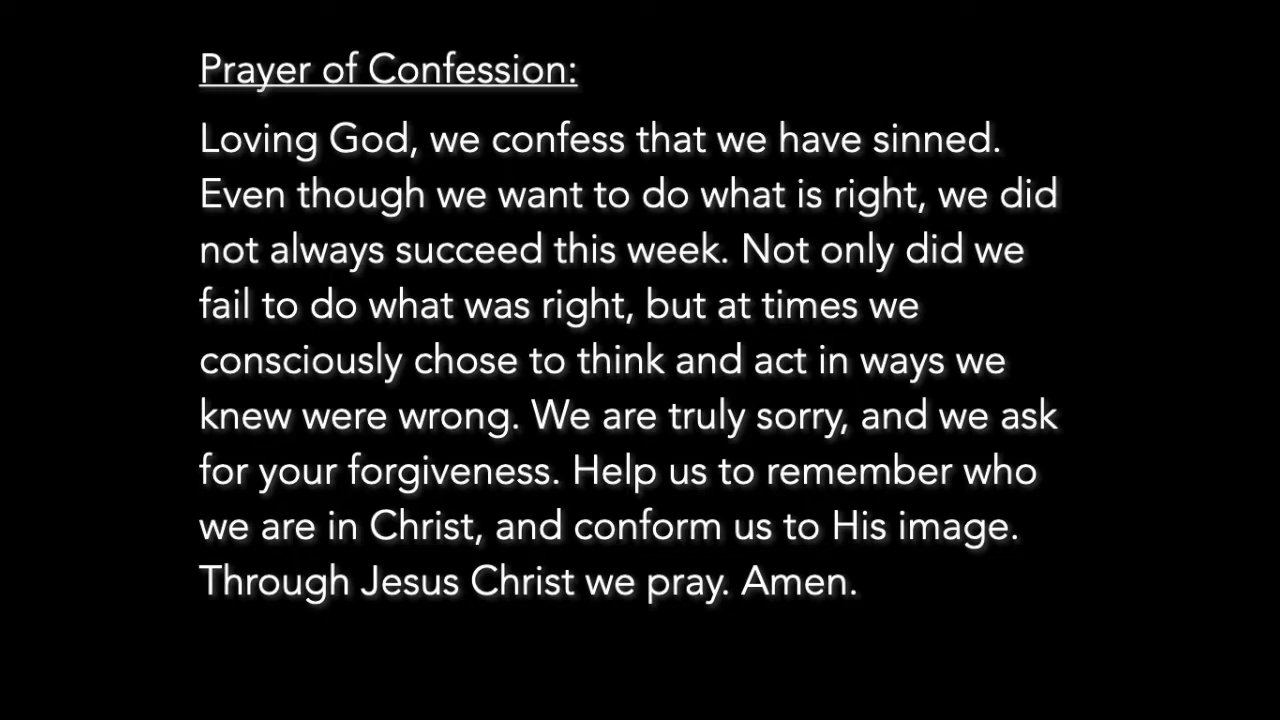 Prayer of Confession:
Loving God, we confess that we have sinned.
Even though we want to do what is right, we did
not always succeed this week. Not only did we
fail to do what was right, but at times we
consciously chose to think and act in ways we
knew were wrong. We are truly sorry, and we ask
for your forgiveness. Help us to remember who
we are in Christ, and conform us to His image.
Through Jesus Christ we pray. Amen.